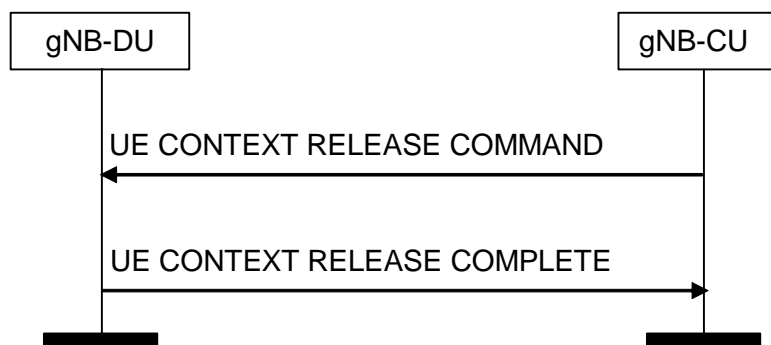 gNB-DU
gNB-CU
UE CONTEXT RELEASE COMMAND
UE CONTEXT RELEASE COMPLETE